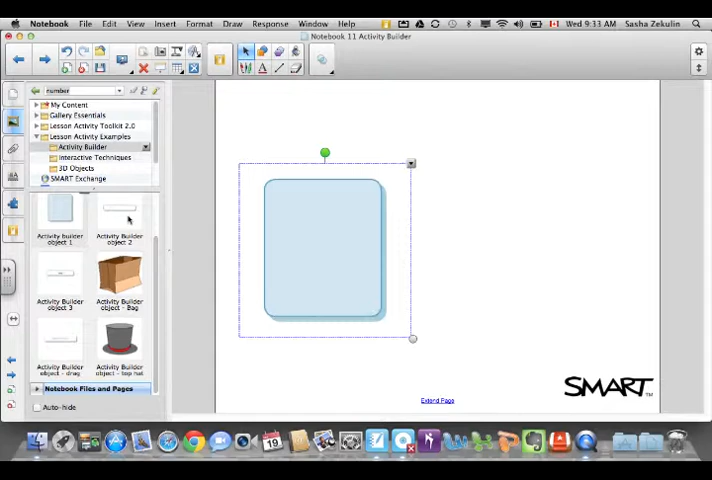 Notebook File Edit View Insert Format Draw Response Window Help Wed 9:33 AM Sasha Zekulin
Notebook 11 Activity Builder
number
My Content
Gallery Essentials
Lesson Activity Toolkit 2.0
Lesson Activity Examples
Activity Builder
Interactive Techniques
3D Objects
SMART Exchange
Activity builder object 1
Activity Builder object 2
Activity Builder object 3
Activity Builder object - Bag
Activity Builder object - drag
Activity Builder object - top hat
Notebook Files and Pages
Auto-hide
Extend Page
SMART
19